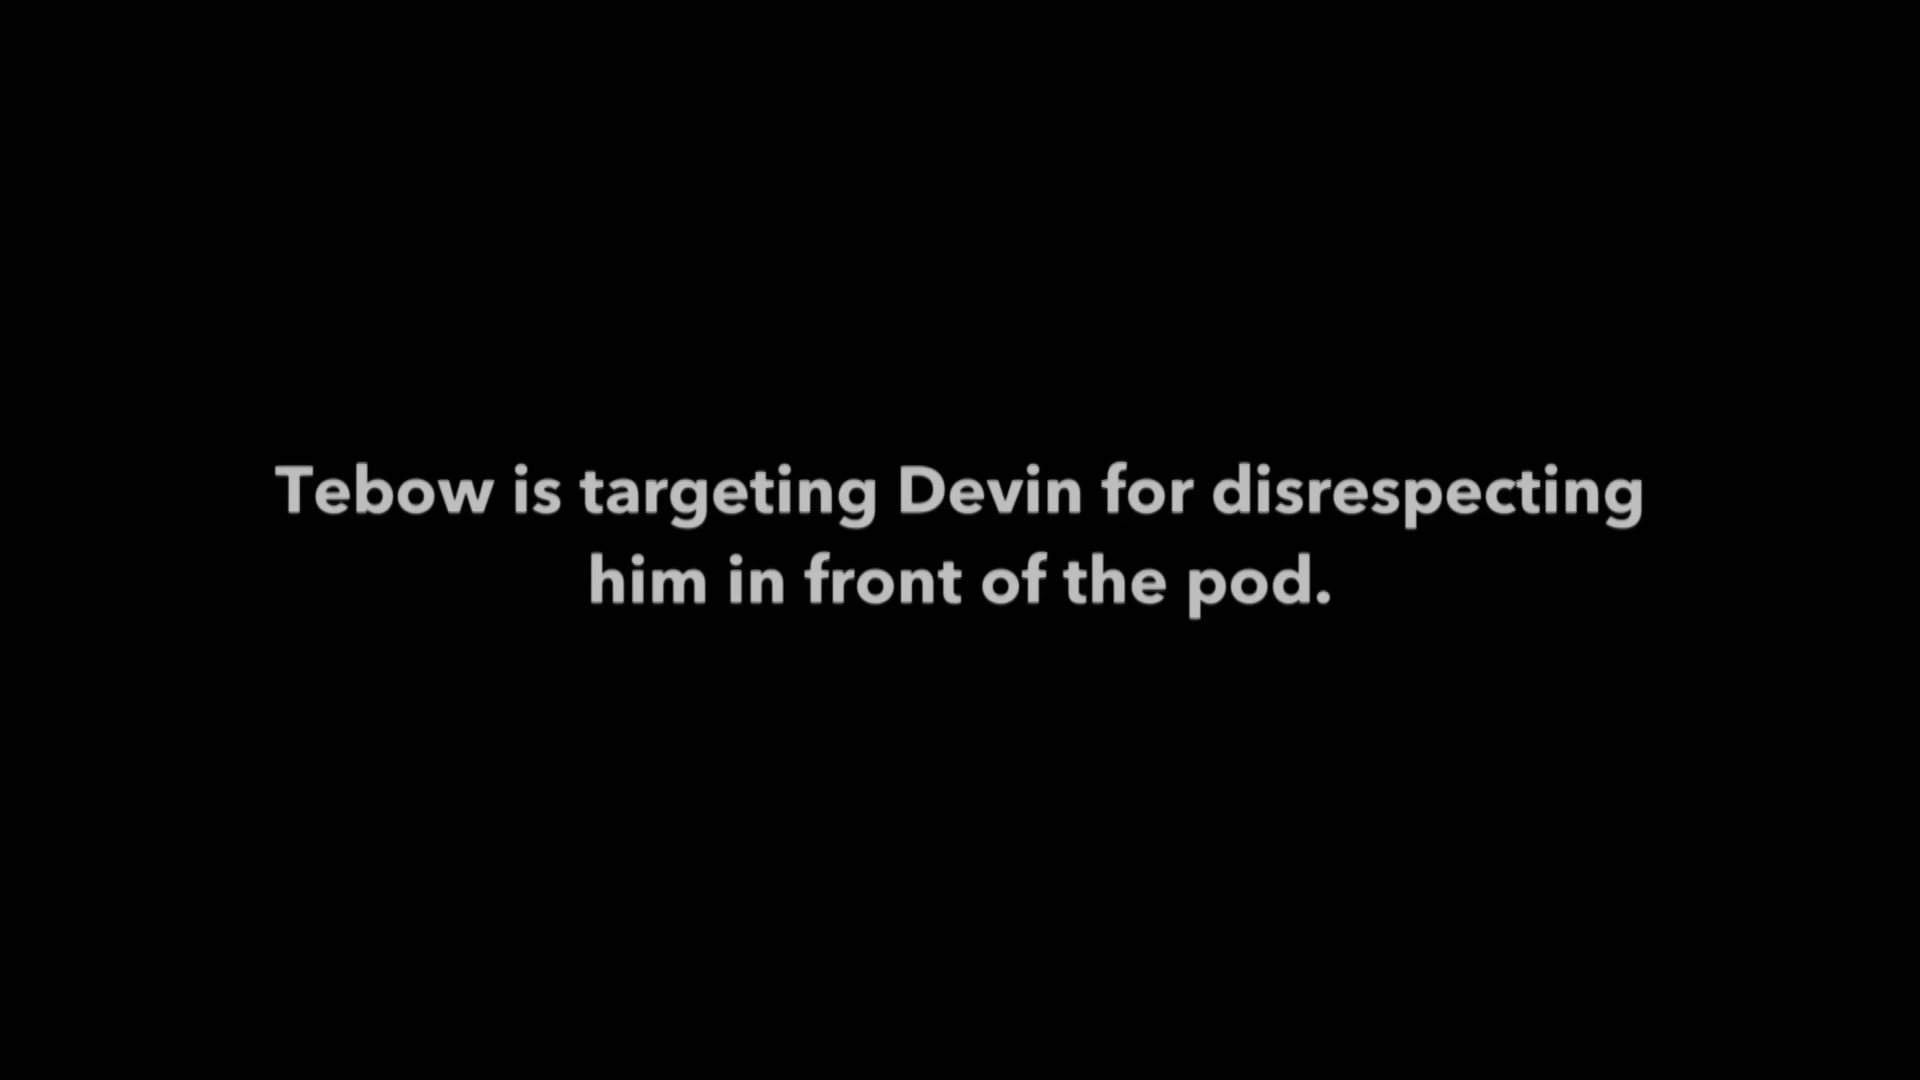 Tebow is targeting Devin for disrespecting
him in front of the pod.